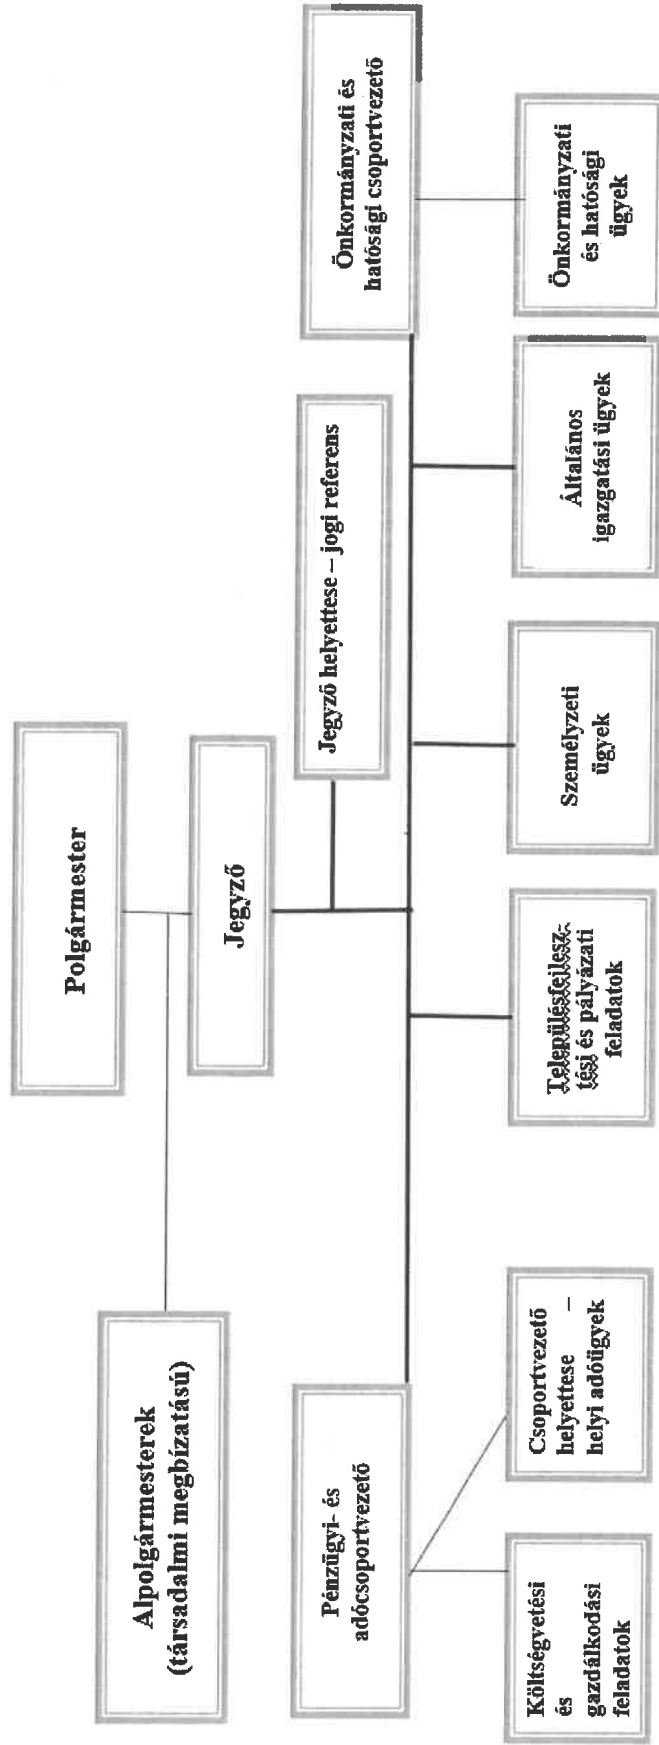 Polgármester
Alpolgármesterek
(társadalmi megbízatású)
Jegyző
Jegyző helyettese – jogi referens
Pénzügyi- és
adócsoportvezető
Önkormányzati és
hatósági csoportvezető
Költségvetési
és
gazdálkodási
feladatok
Csoportvezető
helyettese –
helyi adóügyek
Településfejlesz-
tési és pályázati
feladatok
Személyzeti
ügyek
Általános
igazgatási ügyek
Önkormányzati
és hatósági
ügyek